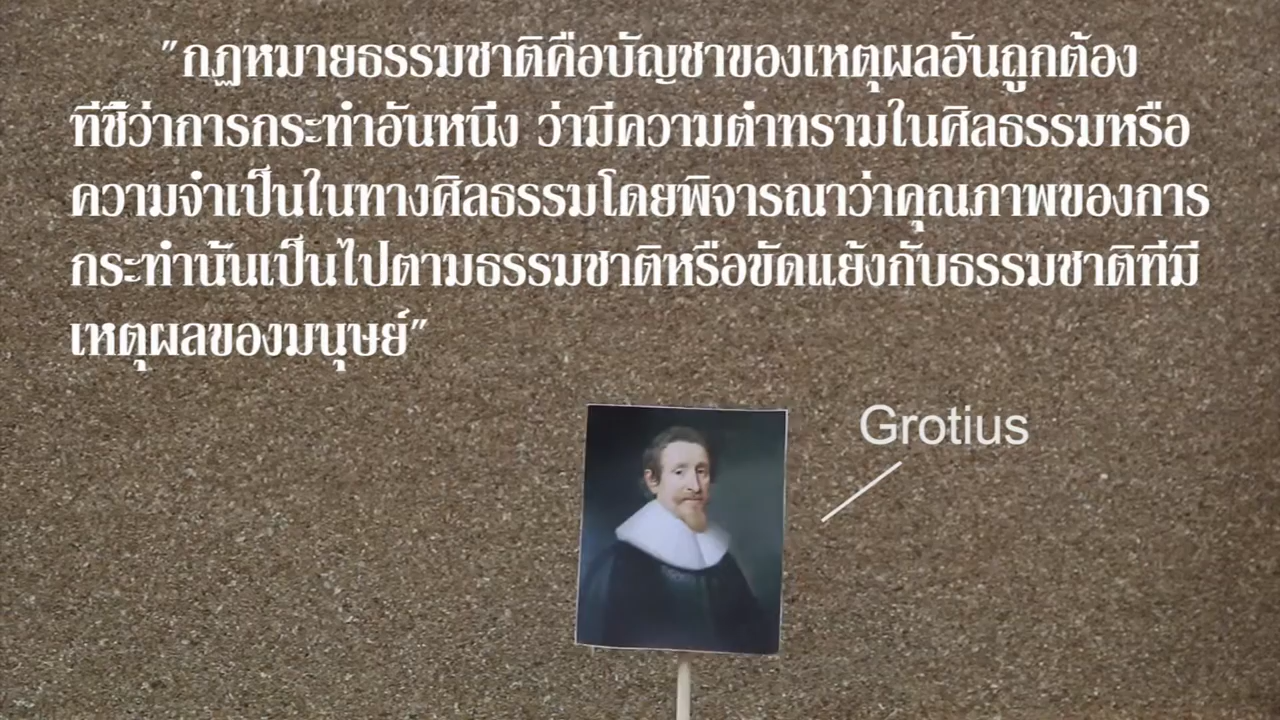 "กฎหมายธรรมชาติคือบัญชาของเหตุผลอันถูกต้อง
ที่ชี้ว่าการกระทำอันหนึ่ง ว่ามีความต่ำทรามในศีลธรรมหรือ
ความจำเป็นในทางศีลธรรมโดยพิจารณาว่าคุณภาพของการ
กระทำนั้นเป็นไปตามธรรมชาติหรือขัดแย้งกับธรรมชาติที่มี
เหตุผลของมนุษย์"
Grotius